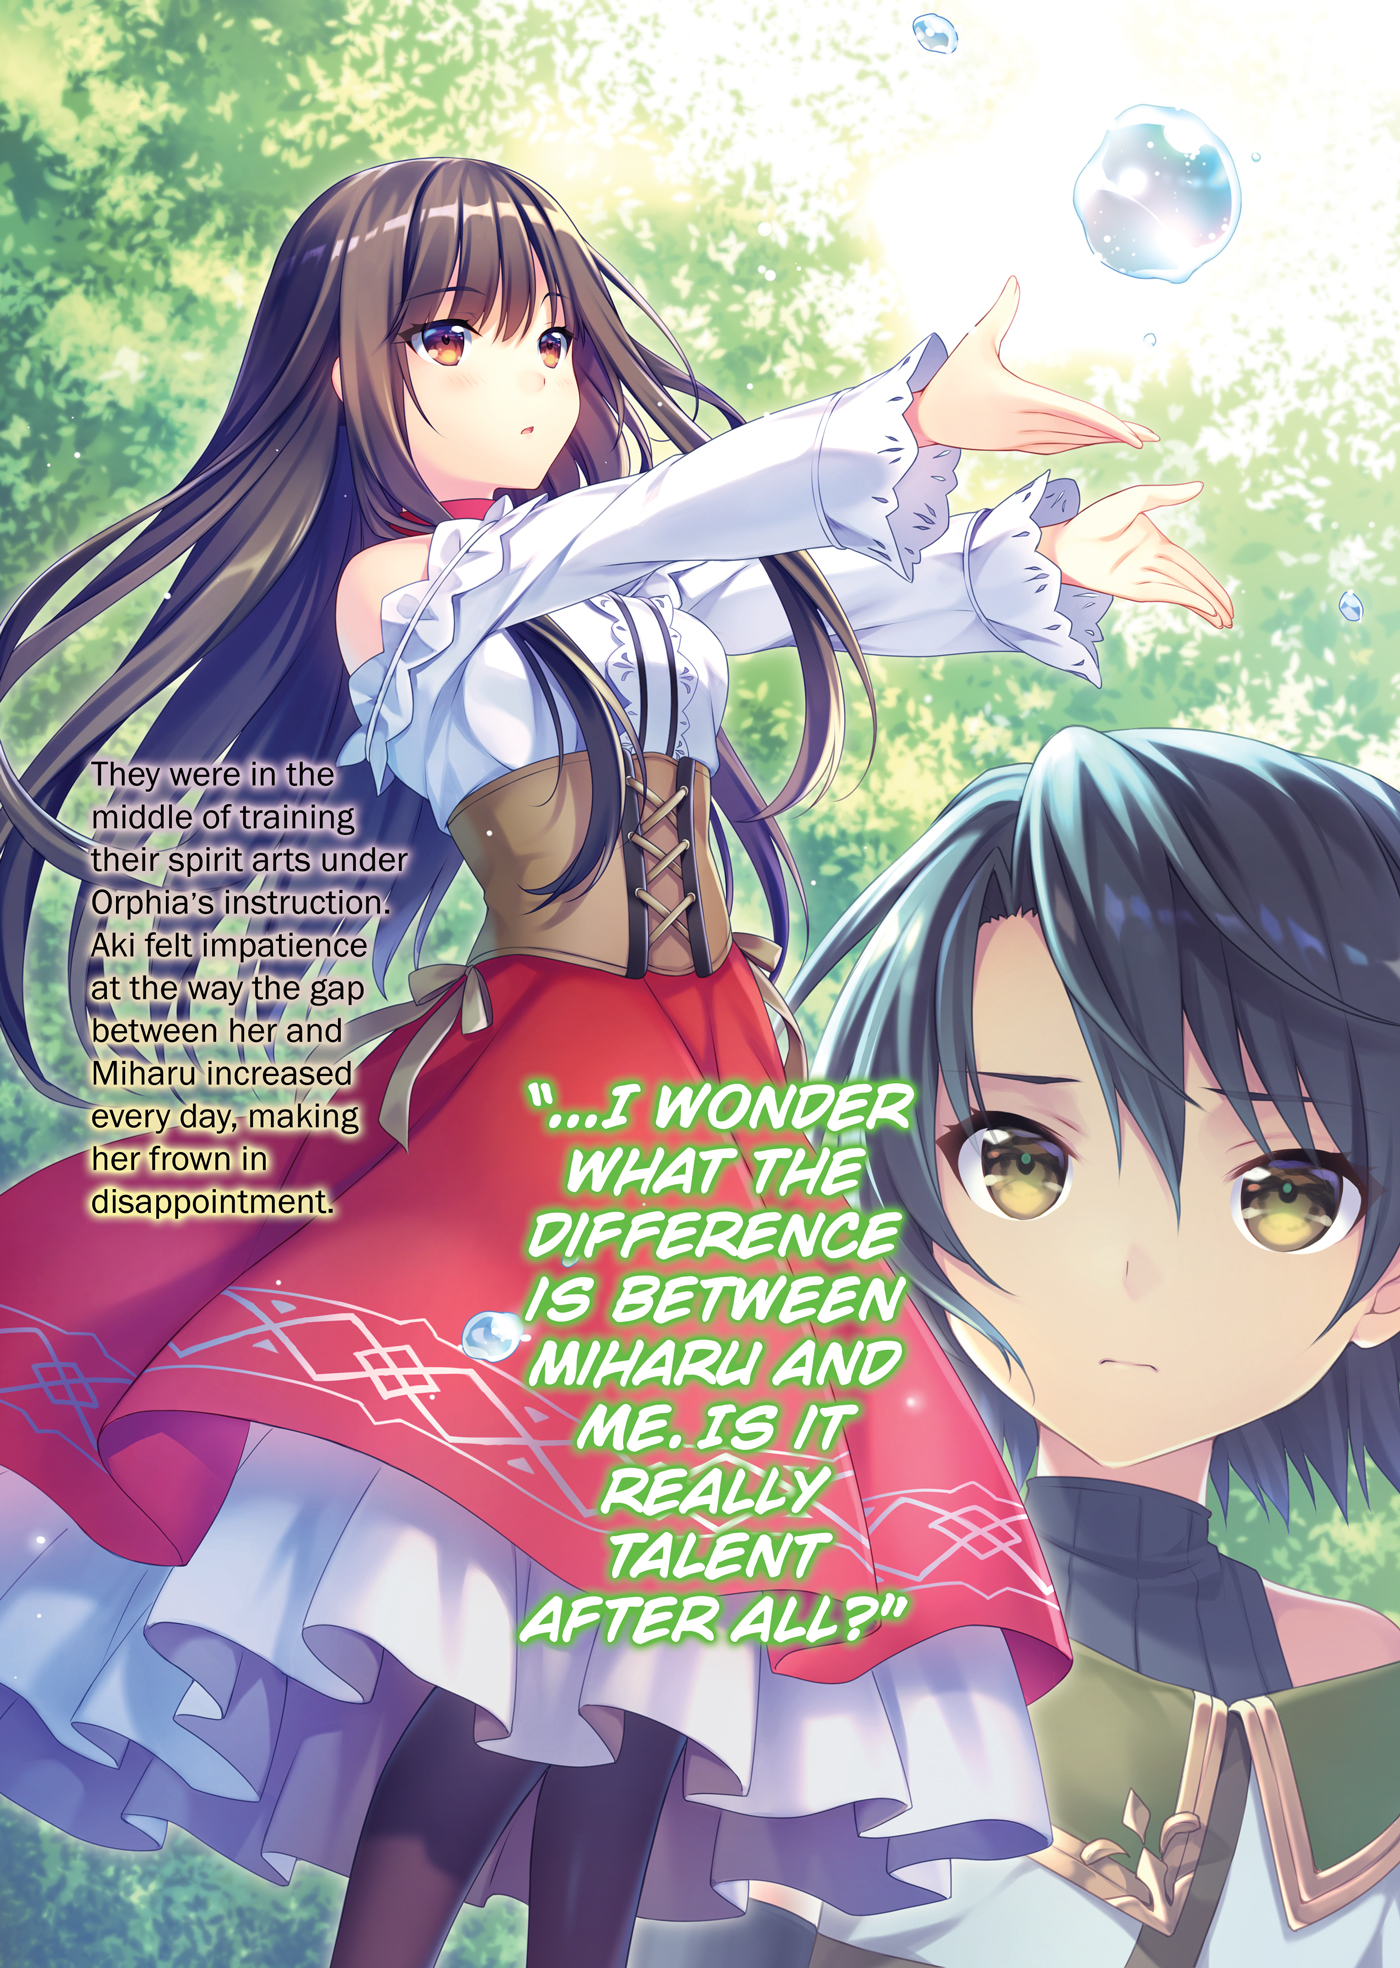 They were in the
middle of training
their spirit arts under
Orphia's instruction.
Aki felt impatience
at the way the gap
between her and
Miharu increased
every day, making
her frown in
disappointment.
"...I WONDER
WHAT THE
DIFFERENCE
IS BETWEEN
MIHARU AND
ME. IS IT
REALLY
TALENT
AFTER ALL?"